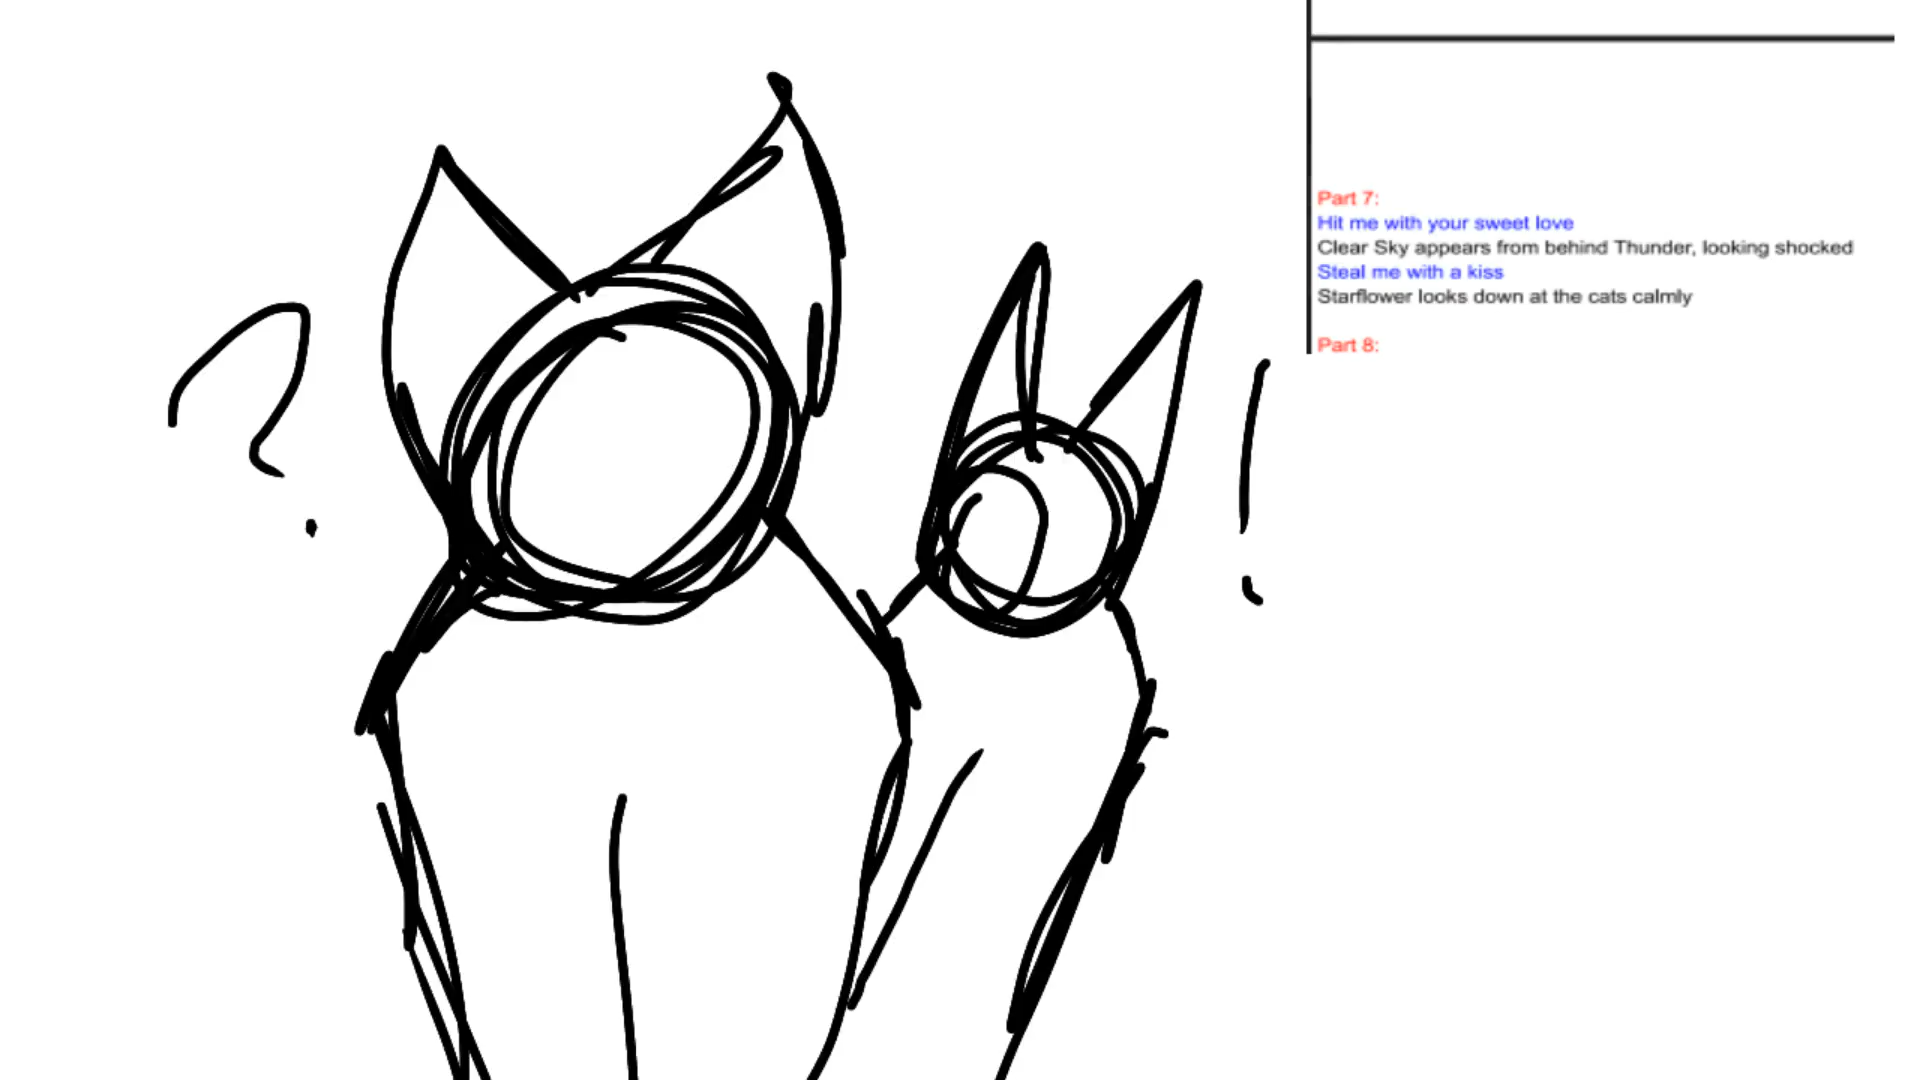 ?
!
Part 7:
Hit me with your sweet love
Clear Sky appears from behind Thunder, looking shocked
Steal me with a kiss
Starflower looks down at the cats calmly
Part 8: